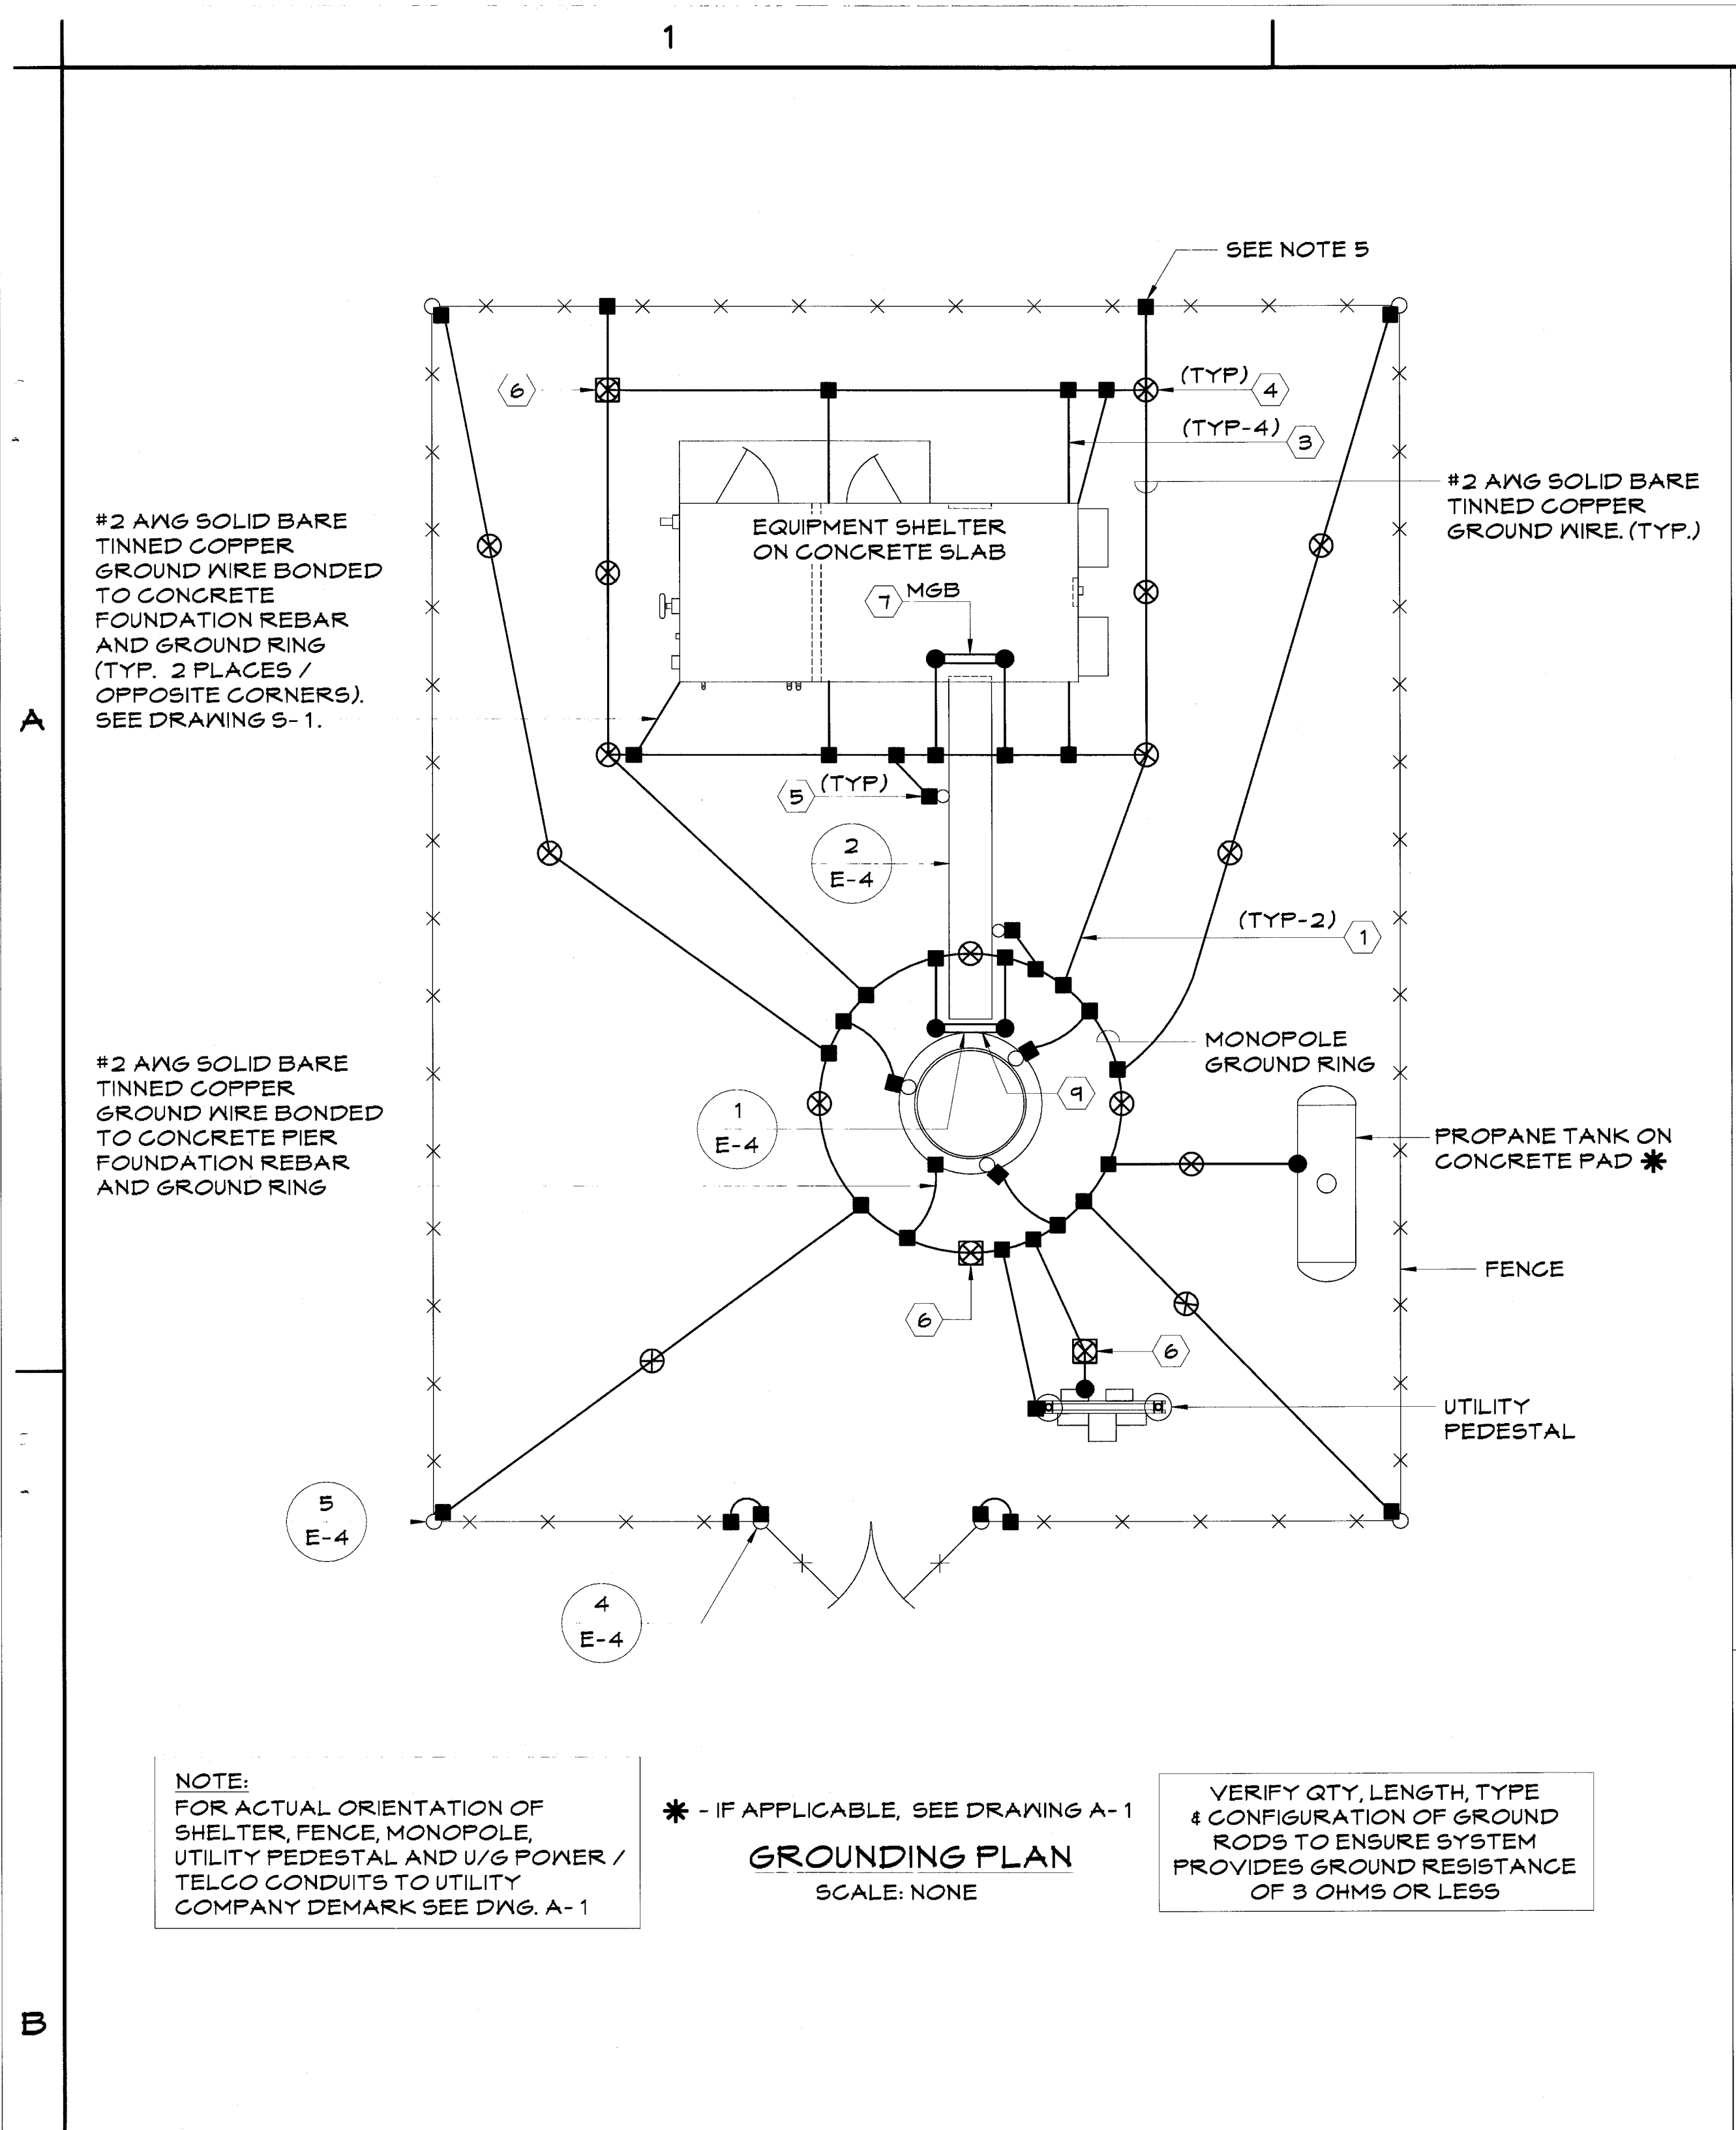 1
SEE NOTE 5
(TYP)
4
6
(TYP-4)
3
#2 AWG SOLID BARE
TINNED COPPER
GROUND WIRE. (TYP.)
#2 AWG SOLID BARE
TINNED COPPER
GROUND WIRE BONDED
TO CONCRETE
FOUNDATION REBAR
AND GROUND RING
(TYP. 2 PLACES /
OPPOSITE CORNERS).
SEE DRAWING S-1.
EQUIPMENT SHELTER
ON CONCRETE SLAB
7
MGB
A
5
(TYP)
2
E-4
(TYP-2)
1
MONOPOLE
GROUND RING
#2 AWG SOLID BARE
TINNED COPPER
GROUND WIRE BONDED
TO CONCRETE PIER
FOUNDATION REBAR
AND GROUND RING
1
E-4
9
PROPANE TANK ON
CONCRETE PAD ✱
FENCE
6
6
UTILITY
PEDESTAL
5
E-4
4
E-4
NOTE:
FOR ACTUAL ORIENTATION OF
SHELTER, FENCE, MONOPOLE,
UTILITY PEDESTAL AND U/G POWER /
TELCO CONDUITS TO UTILITY
COMPANY DEMARK SEE DWG. A-1
✱ - IF APPLICABLE, SEE DRAWING A-1
GROUNDING PLAN
SCALE: NONE
VERIFY QTY, LENGTH, TYPE
& CONFIGURATION OF GROUND
RODS TO ENSURE SYSTEM
PROVIDES GROUND RESISTANCE
OF 3 OHMS OR LESS
B